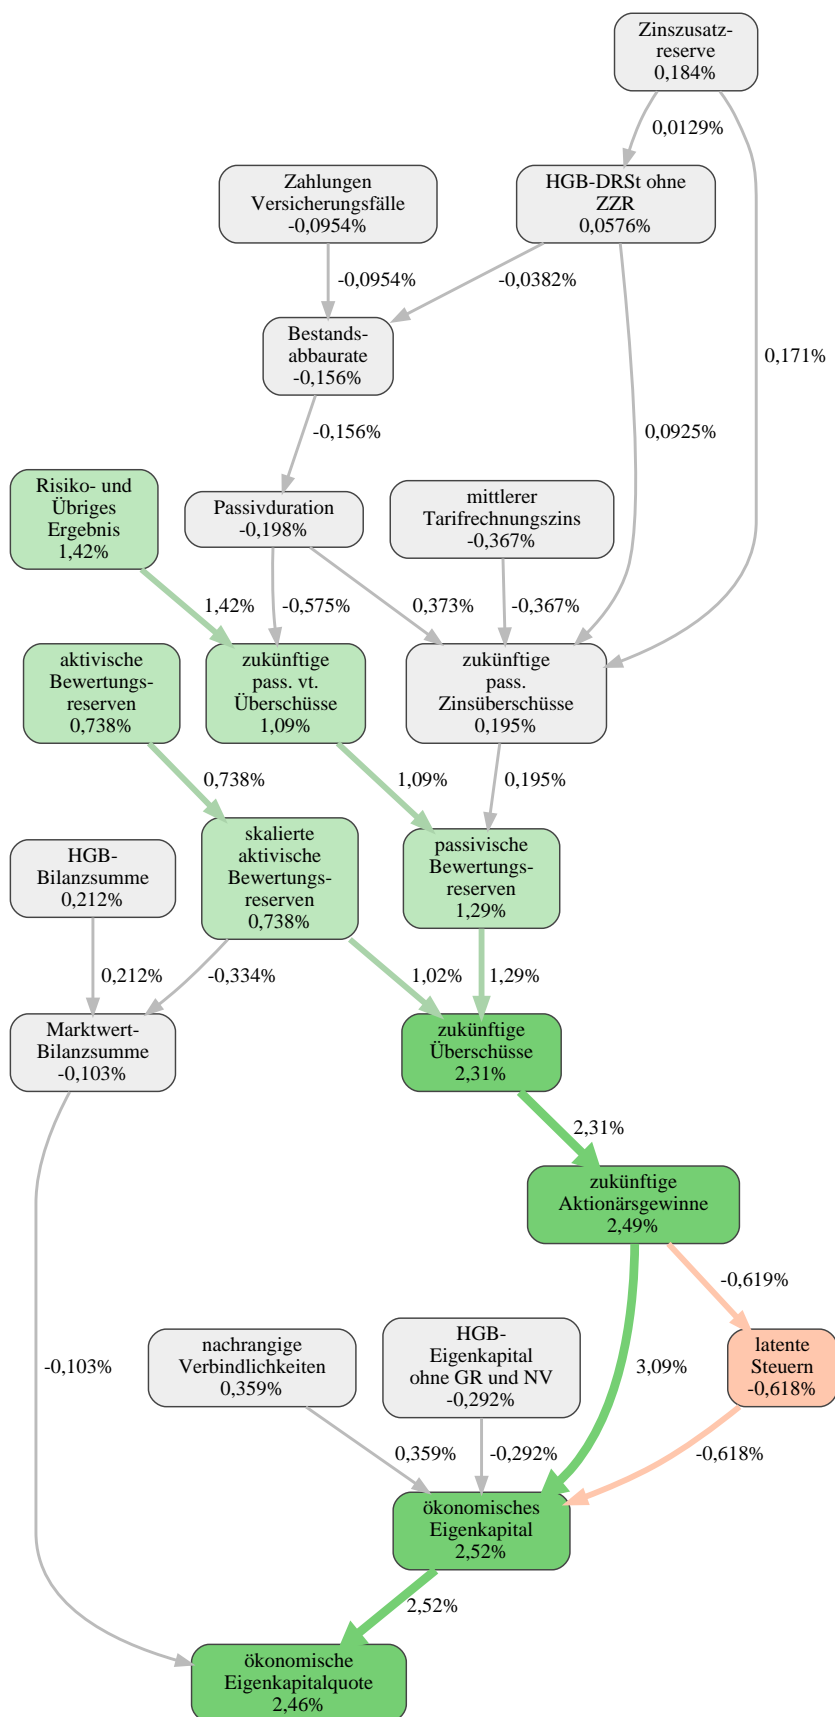 Zinszusatz-
reserve
0,184%
0,0129%
Zahlungen
Versicherungsfälle
-0,0954%
HGB-DRSt ohne
ZZR
0,0576%
-0,0954%
-0,0382%
Bestands-
abbaurate
-0,156%
0,171%
-0,156%
0,0925%
Risiko- und
Übriges
Ergebnis
1,42%
Passivduration
-0,198%
mittlerer
Tarifrechnungszins
-0,367%
1,42%
-0,575%
0,373%
-0,367%
aktivische
Bewertungs-
reserven
0,738%
zukünftige
pass. vt.
Überschüsse
1,09%
zukünftige
pass.
Zinsüberschüsse
0,195%
0,738%
1,09%
0,195%
HGB-
Bilanzsumme
0,212%
skalierte
aktivische
Bewertungs-
reserven
0,738%
passivische
Bewertungs-
reserven
1,29%
0,212%
-0,334%
1,02%
1,29%
Marktwert-
Bilanzsumme
-0,103%
zukünftige
Überschüsse
2,31%
2,31%
zukünftige
Aktionärsgewinne
2,49%
-0,619%
-0,103%
nachrangige
Verbindlichkeiten
0,359%
HGB-
Eigenkapital
ohne GR und NV
-0,292%
3,09%
latente
Steuern
-0,618%
0,359%
-0,292%
-0,618%
ökonomisches
Eigenkapital
2,52%
2,52%
ökonomische
Eigenkapitalquote
2,46%